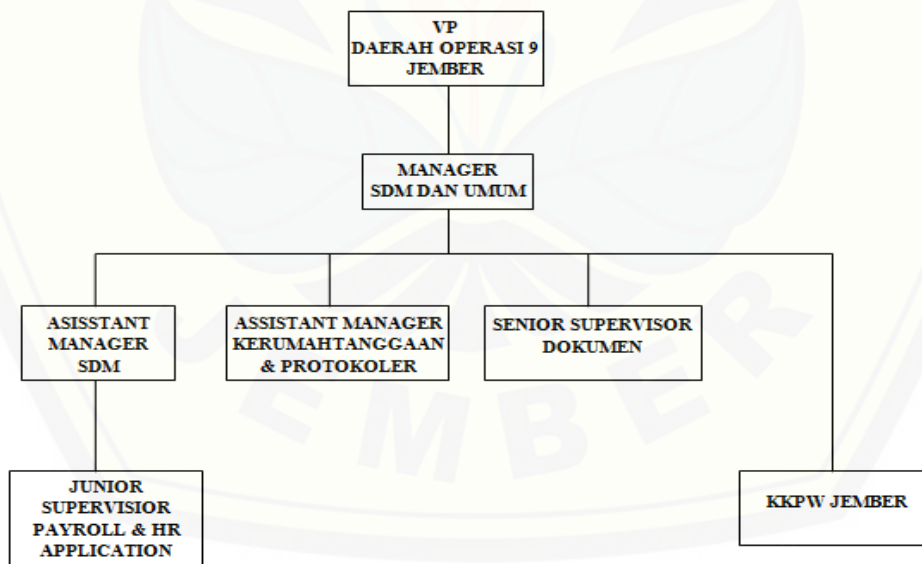 VP
DAERAH OPERASI 9
JEMBER
MANAGER
SDM DAN UMUM
ASISSTANT
MANAGER
SDM
ASSISTANT MANAGER
KERUMAHTANGGAAN
& PROTOKOLER
SENIOR SUPERVISOR
DOKUMEN
JUNIOR
SUPERVISIOR
PAYROLL & HR
APPLICATION
KKPW JEMBER
JEMBER